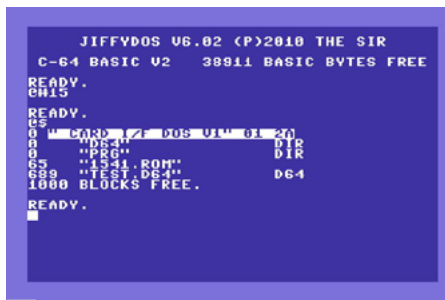 JIFFYDOS V6.02 (P)2010 THE SIR
C-64 BASIC V2 38911 BASIC BYTES FREE
READY.
@#15
READY.
@$
0 " CARD I/F DOS V1" 01 2A
0 "D64" DIR
0 "PRG" DIR
65 "1541.ROM"
689 "TEST.D64" D64
1000 BLOCKS FREE.
READY.